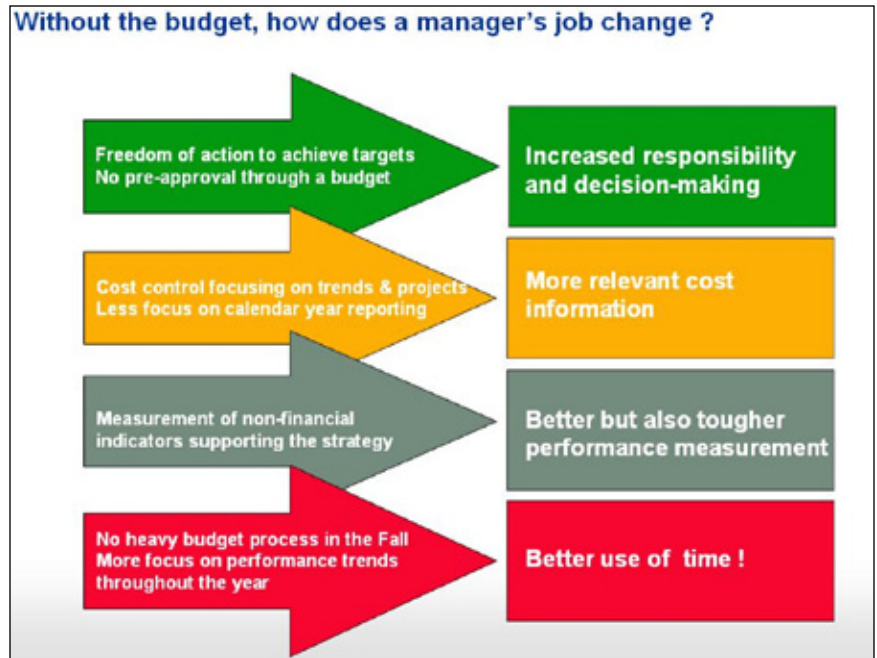 Without the budget, how does a manager's job change ?
Freedom of action to achieve targets
No pre-approval through a budget
Increased responsibility
and decision-making
Cost control focusing on trends & projects
Less focus on calendar year reporting
More relevant cost
information
Measurement of non-financial
indicators supporting the strategy
Better but also tougher
performance measurement
No heavy budget process in the Fall
More focus on performance trends
throughout the year
Better use of time !